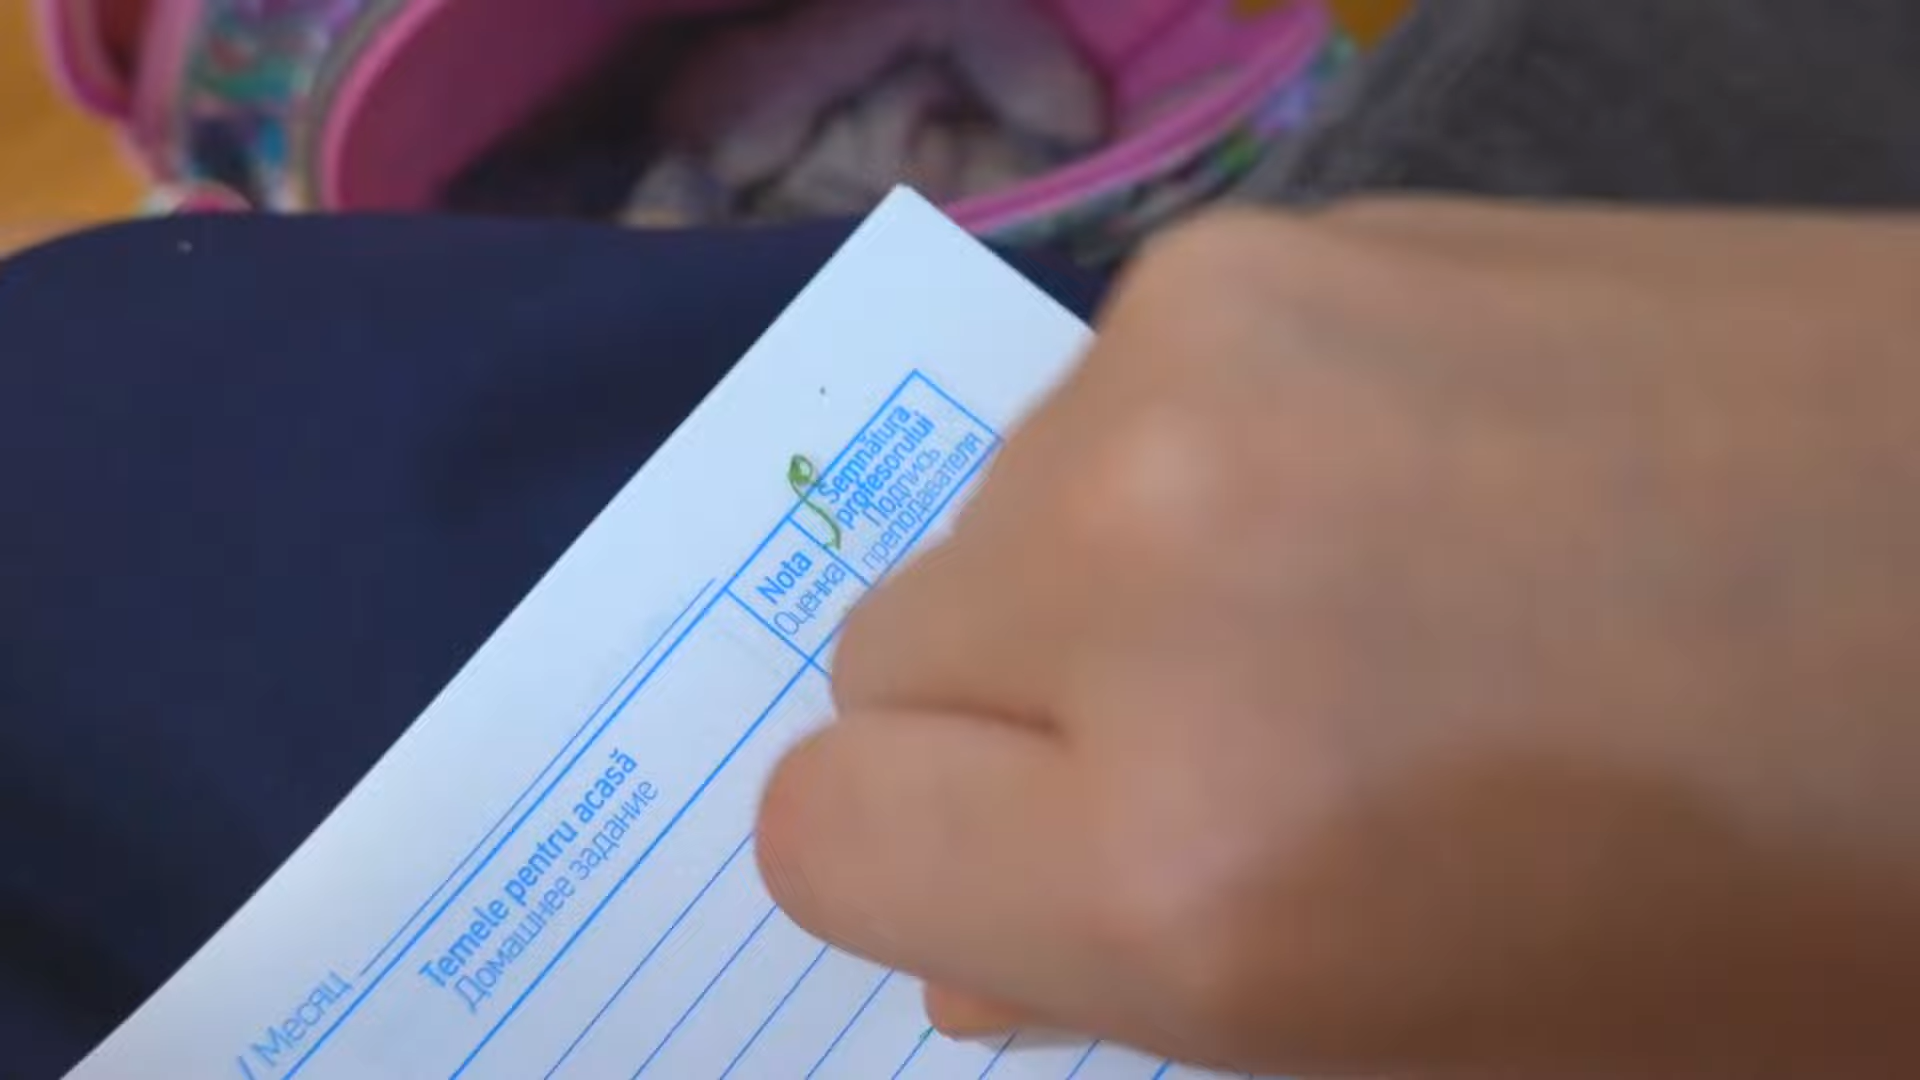 / Месяц
Temele pentru acasă
Домашнее задание
Nota
Оценка
Semnătura
profesorului
Подпись
преподавателя